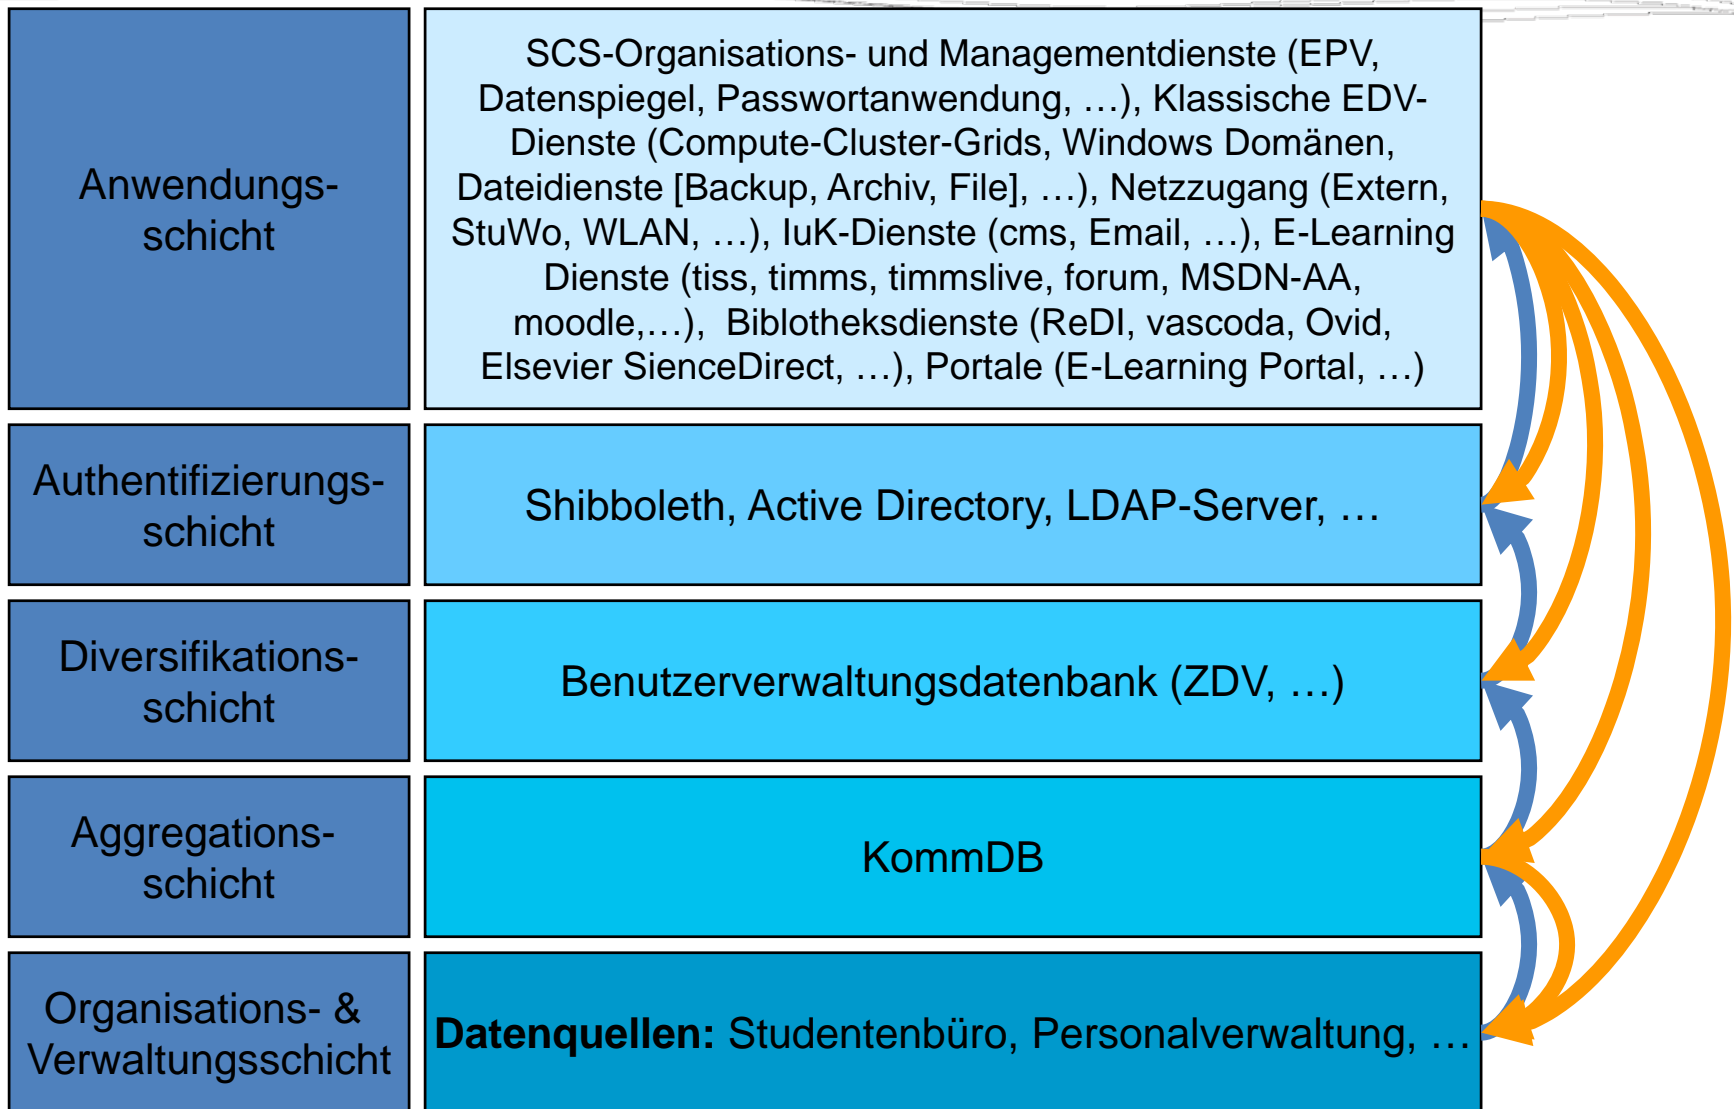 Anwendungs-
schicht
SCS-Organisations- und Managementdienste (EPV,
Datenspiegel, Passwortanwendung, …), Klassische EDV-
Dienste (Compute-Cluster-Grids, Windows Domänen,
Dateidienste [Backup, Archiv, File], …), Netzzugang (Extern,
StuWo, WLAN, …), IuK-Dienste (cms, Email, …), E-Learning
Dienste (tiss, timms, timmslive, forum, MSDN-AA,
moodle,…), Biblotheksdienste (ReDI, vascoda, Ovid,
Elsevier SienceDirect, …), Portale (E-Learning Portal, …)
Authentifizierungs-
schicht
Shibboleth, Active Directory, LDAP-Server, …
Diversifikations-
schicht
Benutzerverwaltungsdatenbank (ZDV, …)
Aggregations-
schicht
KommDB
Organisations- &
Verwaltungsschicht
Datenquellen: Studentenbüro, Personalverwaltung, …